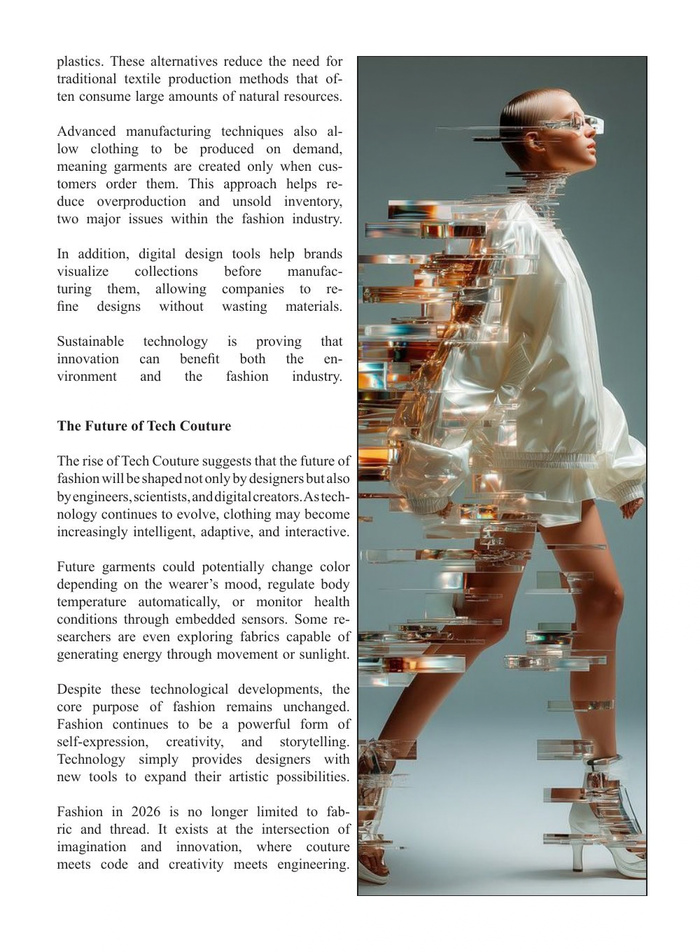 plastics. These alternatives reduce the need for
traditional textile production methods that of-
ten consume large amounts of natural resources.
Advanced manufacturing techniques also al-
low clothing to be produced on demand,
meaning garments are created only when cus-
tomers order them. This approach helps re-
duce overproduction and unsold inventory,
two major issues within the fashion industry.
In addition, digital design tools help brands
visualize collections before manufac-
turing them, allowing companies to re-
fine designs without wasting materials.
Sustainable technology is proving that
innovation can benefit both the en-
vironment and the fashion industry.
The Future of Tech Couture
The rise of Tech Couture suggests that the future of
fashion will be shaped not only by designers but also
by engineers, scientists, and digital creators. As tech-
nology continues to evolve, clothing may become
increasingly intelligent, adaptive, and interactive.
Future garments could potentially change color
depending on the wearer’s mood, regulate body
temperature automatically, or monitor health
conditions through embedded sensors. Some re-
searchers are even exploring fabrics capable of
generating energy through movement or sunlight.
Despite these technological developments, the
core purpose of fashion remains unchanged.
Fashion continues to be a powerful form of
self-expression, creativity, and storytelling.
Technology simply provides designers with
new tools to expand their artistic possibilities.
Fashion in 2026 is no longer limited to fab-
ric and thread. It exists at the intersection of
imagination and innovation, where couture
meets code and creativity meets engineering.